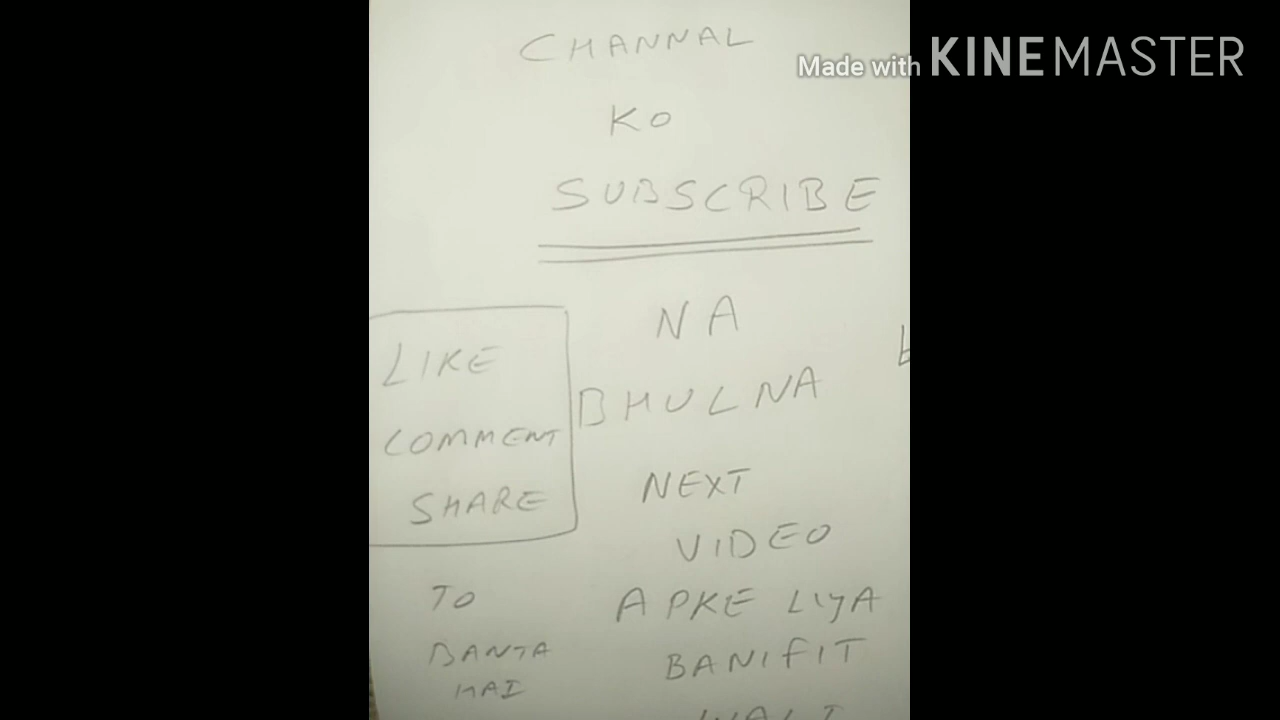 CHANNAL
Made with KINEMASTER
KO
SUBSCRIBE
NA
BHULNA
LIKE
COMMENT
SHARE
TO
BANTA
HAI
NEXT
VIDEO
APKE LIYA
BANIFIT